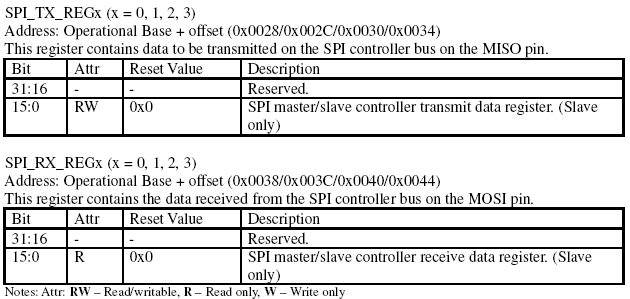 SPI_TX_REGx (x = 0, 1, 2, 3)
Address: Operational Base + offset (0x0028/0x002C/0x0030/0x0034)
This register contains data to be transmitted on the SPI controller bus on the MISO pin.
Bit Attr Reset Value Description
31:16 - - Reserved.
15:0 RW 0x0 SPI master/slave controller transmit data register. (Slave
only)
SPI_RX_REGx (x = 0, 1, 2, 3)
Address: Operational Base + offset (0x0038/0x003C/0x0040/0x0044)
This register contains the data received from the SPI controller bus on the MOSI pin.
Bit Attr Reset Value Description
31:16 - - Reserved.
15:0 R 0x0 SPI master/slave controller receive data register. (Slave
only)
Notes: Attr: RW – Read/writable, R – Read only, W – Write only